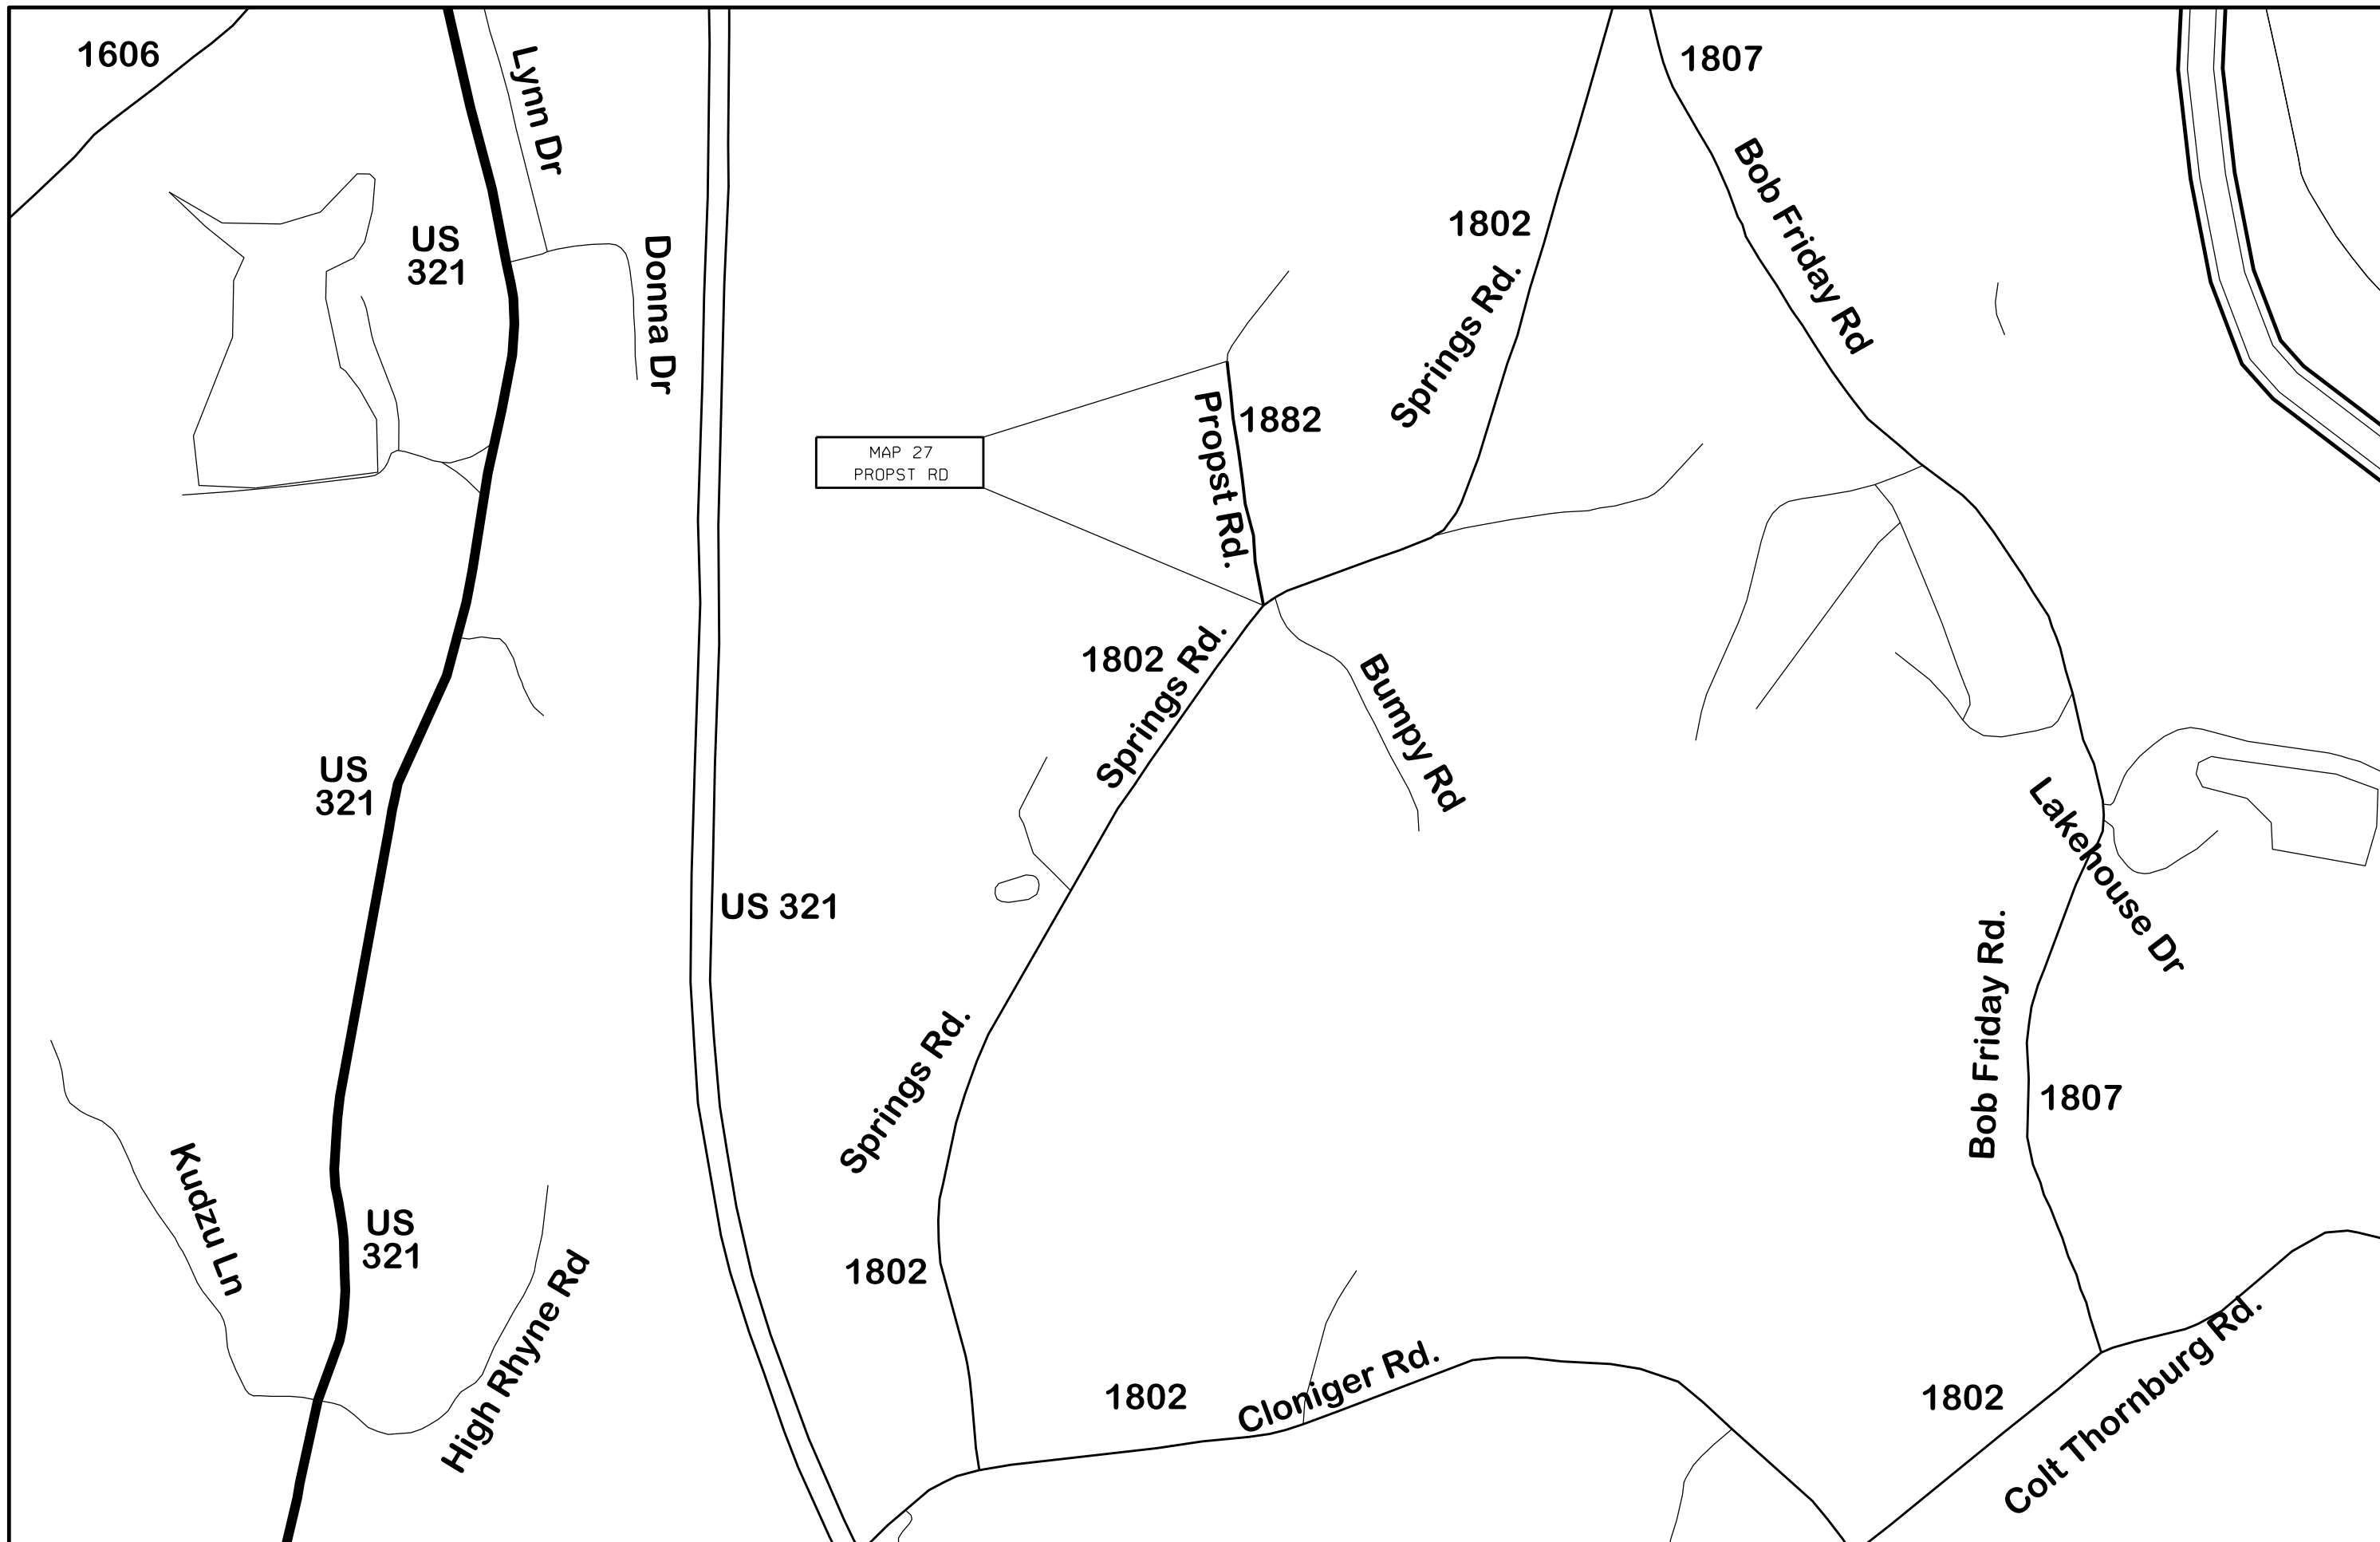 1606
Lynn Dr
1807
Bob Friday Rd
US
321
Donna Dr
1802
Springs Rd.
MAP 27
PROPST RD
Propst Rd.
1882
1802
Springs Rd.
Bumpy Rd
US
321
Lakehouse Dr
US 321
Bob Friday Rd.
Springs Rd.
1807
Kudzu Ln
US
321
High Rhyne Rd
1802
1802
Cloniger Rd.
1802
Colt Thornburg Rd.